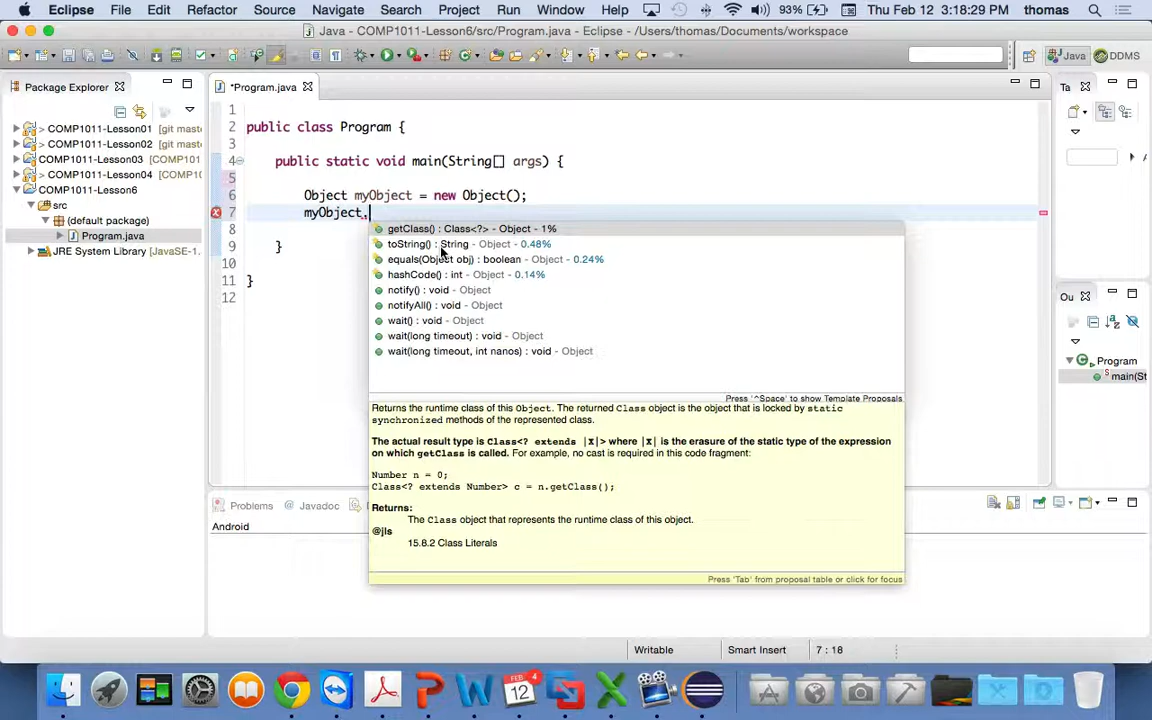 Eclipse File Edit Refactor Source Navigate Search Project Run Window Help 93% Thu Feb 12 3:18:29 PM thomas
Java - COMP1011-Lesson6/src/Program.java - Eclipse - /Users/thomas/Documents/workspace
Java DDMS
Package Explorer
*Program.java
Ta
> COMP1011-Lesson01 [git mast
> COMP1011-Lesson02 [git mast
COMP1011-Lesson03 [git maste
> COMP1011-Lesson04 [git mast
COMP1011-Lesson6
src
(default package)
Program.java
JRE System Library [JavaSE-1.
1
2 public class Program {
3
4 public static void main(String[] args) {
5
6 Object myObject = new Object();
7 myObject.
9 }
10
11 }
12
getClass() : Class<?> - Object - 1%
toString() : String - Object - 0.48%
equals(Object obj) : boolean - Object - 0.24%
hashCode() : int - Object - 0.14%
notify() : void - Object
notifyAll() : void - Object
wait() : void - Object
wait(long timeout) : void - Object
wait(long timeout, int nanos) : void - Object
Press '^Space' to show Template Proposals
Returns the runtime class of this Object. The returned Class object is the object that is locked by static
synchronized methods of the represented class.
The actual result type is Class<? extends |X|> where |X| is the erasure of the static type of the expression
on which getClass is called. For example, no cast is required in this code fragment:
Number n = 0;
Class<? extends Number> c = n.getClass();
Returns:
The Class object that represents the runtime class of this object.
@jls
15.8.2 Class Literals
Press 'Tab' from proposal table or click for focus
A
Ou
Program
S
main(St
Problems Javadoc
Android
Writable Smart Insert 7 : 18
4
FEB
12